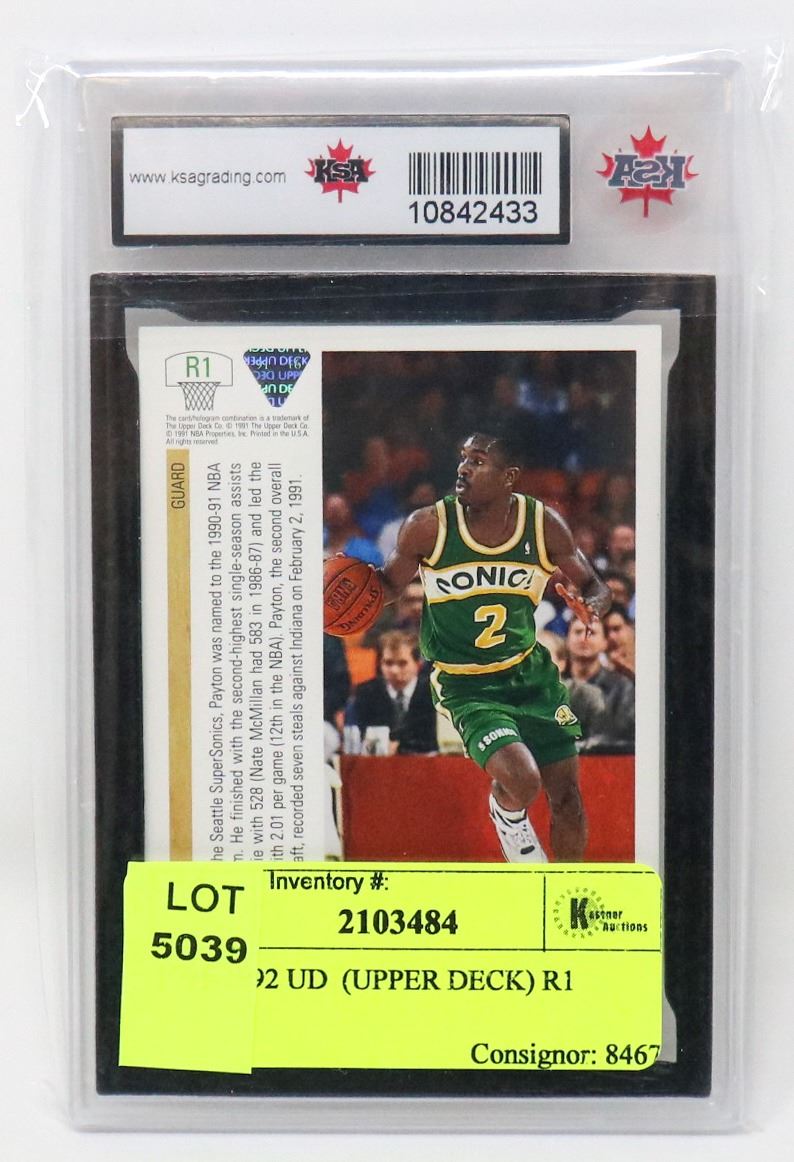 www.ksagrading.com
KSA
10842433
KSA
R1
The card/hologram combination is a trademark of
The Upper Deck Co. © 1991 The Upper Deck Co.
© 1991 NBA Properties, Inc. Printed in the U.S.A.
All rights reserved
GUARD
he Seattle SuperSonics, Payton was named to the 1990-91 NBA
m. He finished with the second-highest single-season assists
ie with 528 (Nate McMillan had 583 in 1986-87) and led the
ith 2.01 per game (12th in the NBA). Payton, the second overall
aft, recorded seven steals against Indiana on February 2, 1991.
SPALDING
SONICS
2
SONICS
LOT
5039
Inventory #:
2103484
Kastner
Auctions
92 UD (UPPER DECK) R1
Consignor: 8467